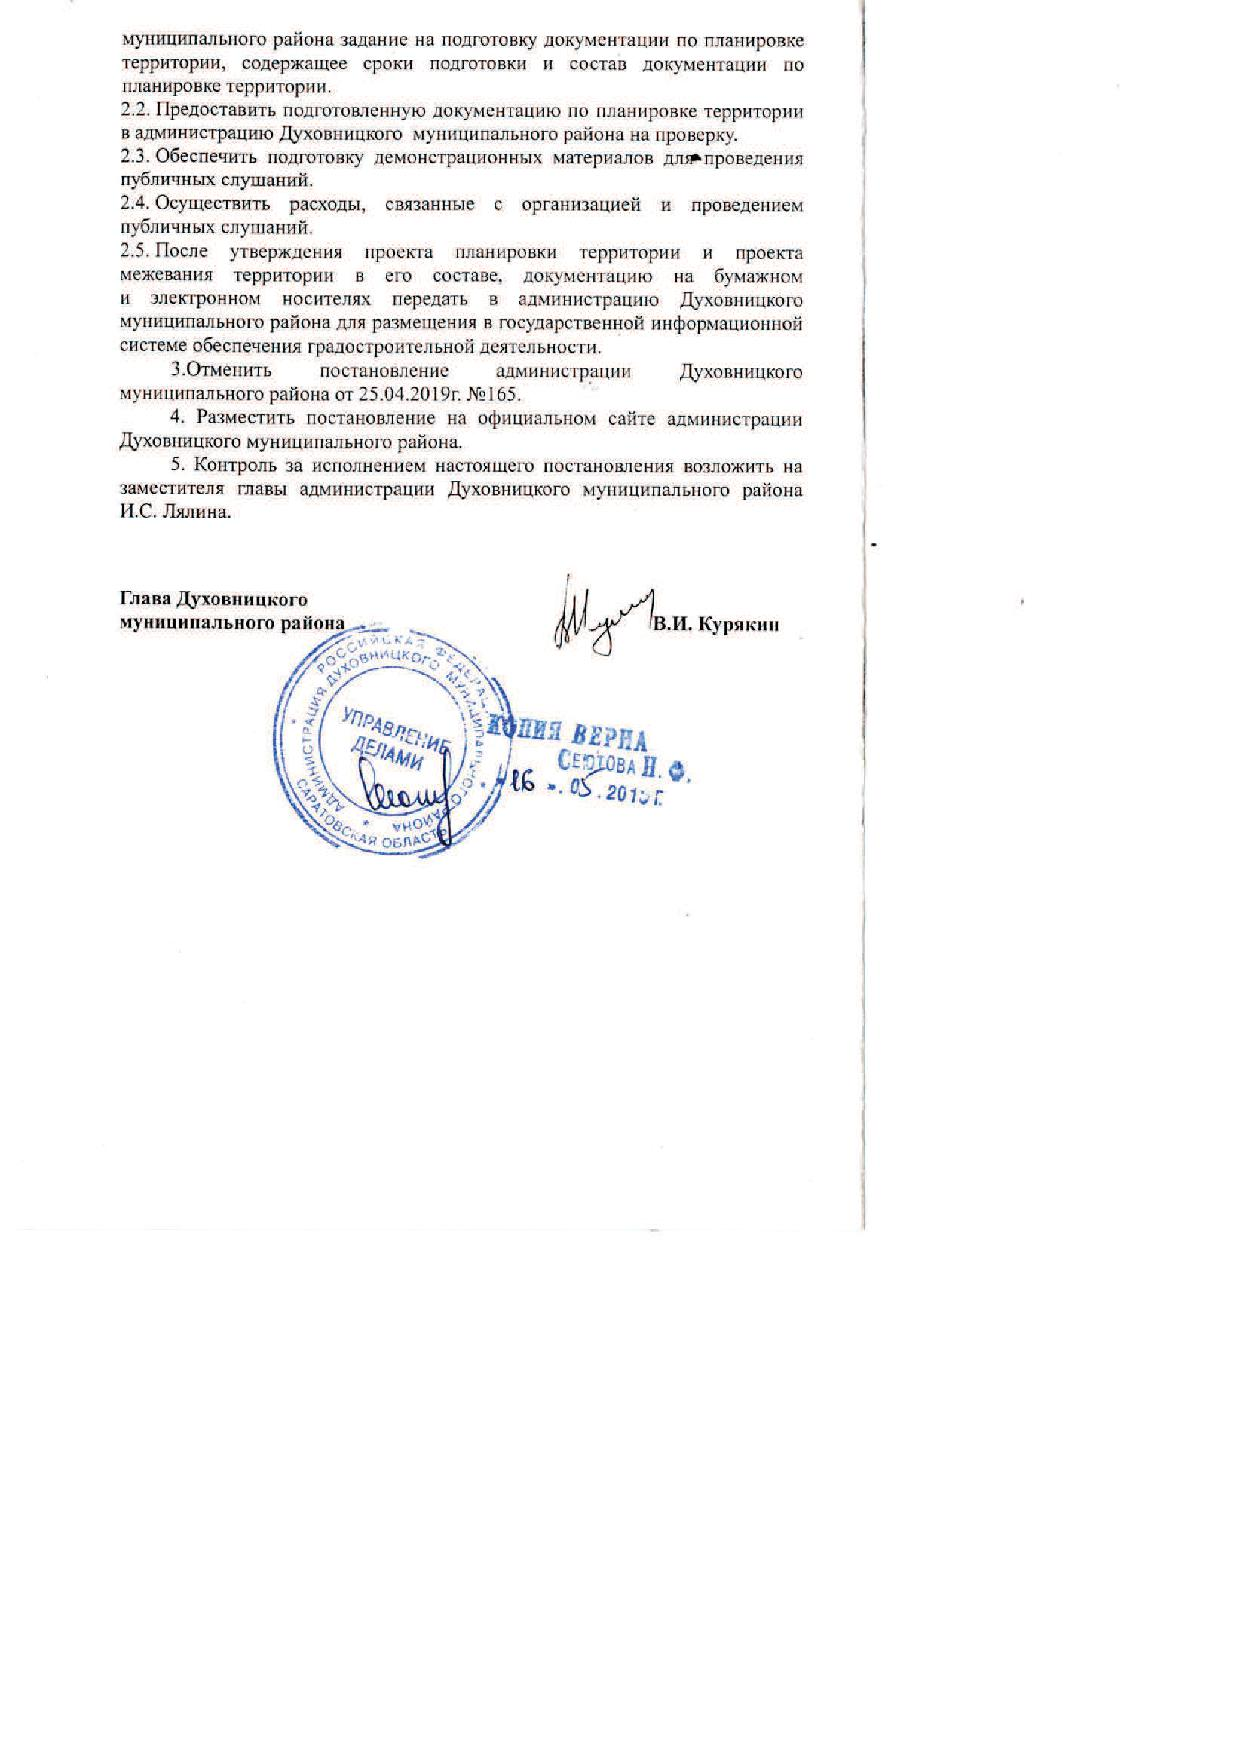 муниципального района задание на подготовку документации по планировке
территории, содержащее сроки подготовки и состав документации по
планировке территории.
2.2. Предоставить подготовленную документацию по планировке территории
в администрацию Духовницкого муниципального района на проверку.
2.3. Обеспечить подготовку демонстрационных материалов для проведения
публичных слушаний.
2.4. Осуществить расходы, связанные с организацией и проведением
публичных слушаний.
2.5. После утверждения проекта планировки территории и проекта
межевания территории в его составе, документацию на бумажном
и электронном носителях передать в администрацию Духовницкого
муниципального района для размещения в государственной информационной
системе обеспечения градостроительной деятельности.
3.Отменить постановление администрации Духовницкого
муниципального района от 25.04.2019г. №165.
4. Разместить постановление на официальном сайте администрации
Духовницкого муниципального района.
5. Контроль за исполнением настоящего постановления возложить на
заместителя главы администрации Духовницкого муниципального района
И.С. Лялина.
Глава Духовницкого
муниципального района
В.И. Курякин
РОССИЙСКАЯ ФЕДЕРАЦ
АДМИНИСТРАЦИЯ ДУХОВНИЦКОГО МУНИЦИПАЛЬНОГО РАЙОНА
САРАТОВСКАЯ ОБЛАСТЬ
УПРАВЛЕНИЕ
ДЕЛАМИ
КОПИЯ ВЕРНА
Н. Ф.
16 . 05 .